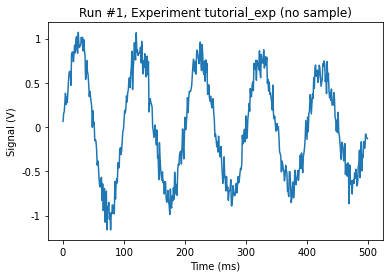 Run #1, Experiment tutorial_exp (no sample)
1
0.5
0
-0.5
-1
Signal (V)
0 100 200 300 400 500
Time (ms)